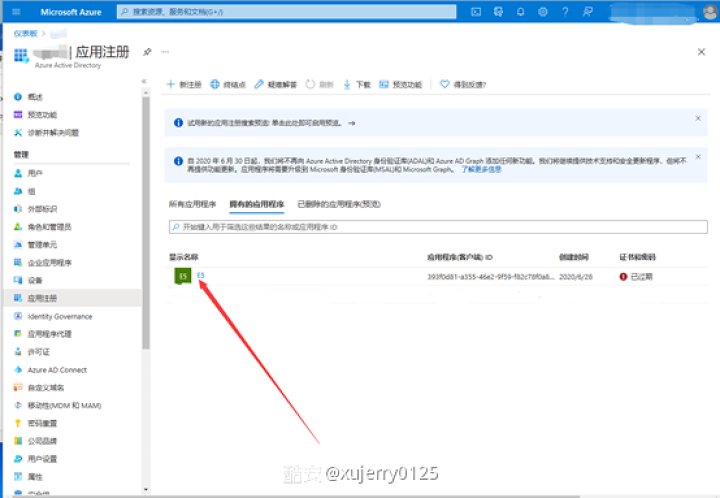 Microsoft Azure
搜索资源、服务和文档(G+/)
仪表板 >
| 应用注册
Azure Active Directory
新注册 终结点 疑难解答 刷新 下载 预览功能 得到反馈?
概述
预览功能
诊断并解决问题
管理
用户
组
外部标识
角色和管理员
管理单元
企业应用程序
设备
应用注册
Identity Governance
应用程序代理
许可证
Azure AD Connect
自定义域名
移动性(MDM 和 MAM)
密码重置
公司品牌
用户设置
属性
安全性
试用新的应用注册搜索预览! 单击此处即可启用预览。 →
自 2020 年 6 月 30 日起，我们将不再向 Azure Active Directory 身份验证库(ADAL)和 Azure AD Graph 添加任何新功能。我们将继续提供技术支持和安全更新程序，但将不
再提供功能更新。应用程序将需要升级到 Microsoft 身份验证库(MSAL)和 Microsoft Graph。 了解更多信息
所有应用程序 拥有的应用程序 已删除的应用程序(预览)
开始键入用于筛选这些结果的名称或应用程序 ID
显示名称 应用程序(客户端) ID 创建时间 证书和密码
E5 E5 2020/6/28 已过期
酷安 @xujerry0125